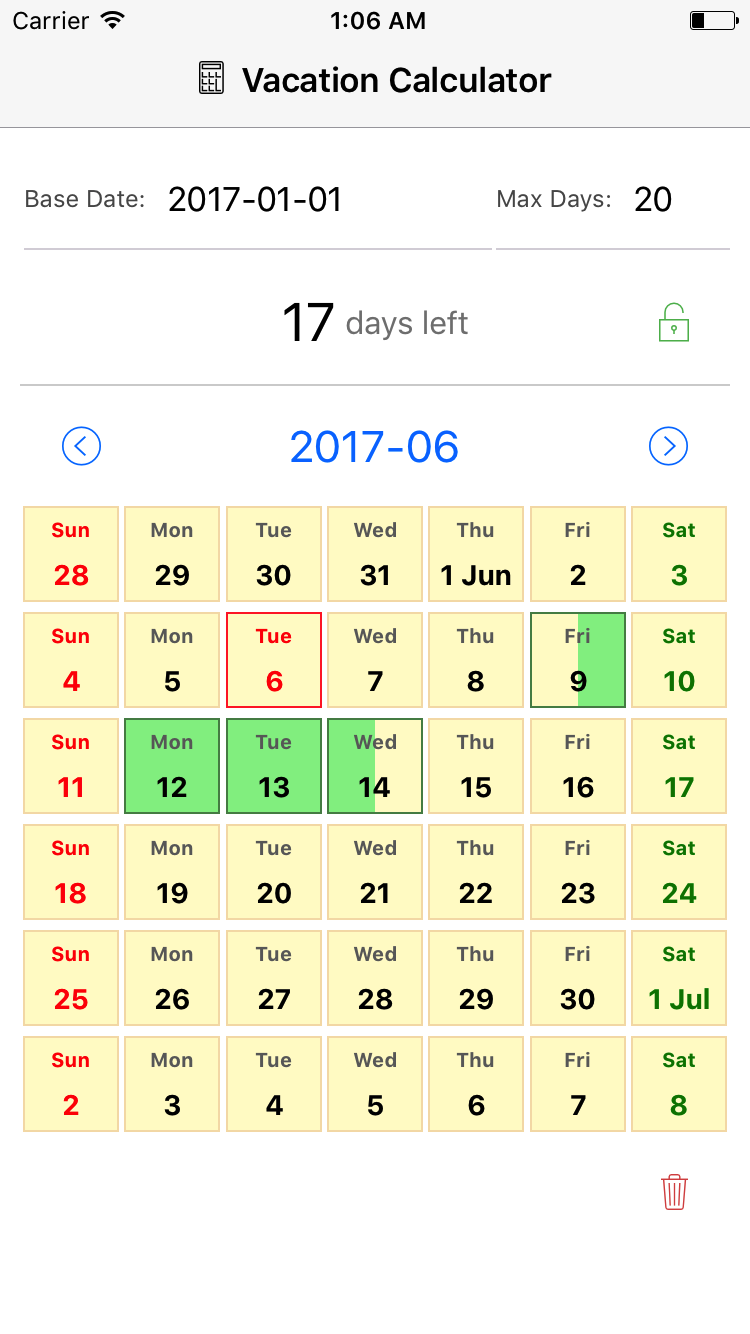 Carrier 1:06 AM
Vacation Calculator
Base Date: 2017-01-01 Max Days: 20
17 days left
2017-06
Sun Mon Tue Wed Thu Fri Sat
28 29 30 31 1 Jun 2 3
Sun Mon Tue Wed Thu Fri Sat
4 5 6 7 8 9 10
Sun Mon Tue Wed Thu Fri Sat
11 12 13 14 15 16 17
Sun Mon Tue Wed Thu Fri Sat
18 19 20 21 22 23 24
Sun Mon Tue Wed Thu Fri Sat
25 26 27 28 29 30 1 Jul
Sun Mon Tue Wed Thu Fri Sat
2 3 4 5 6 7 8